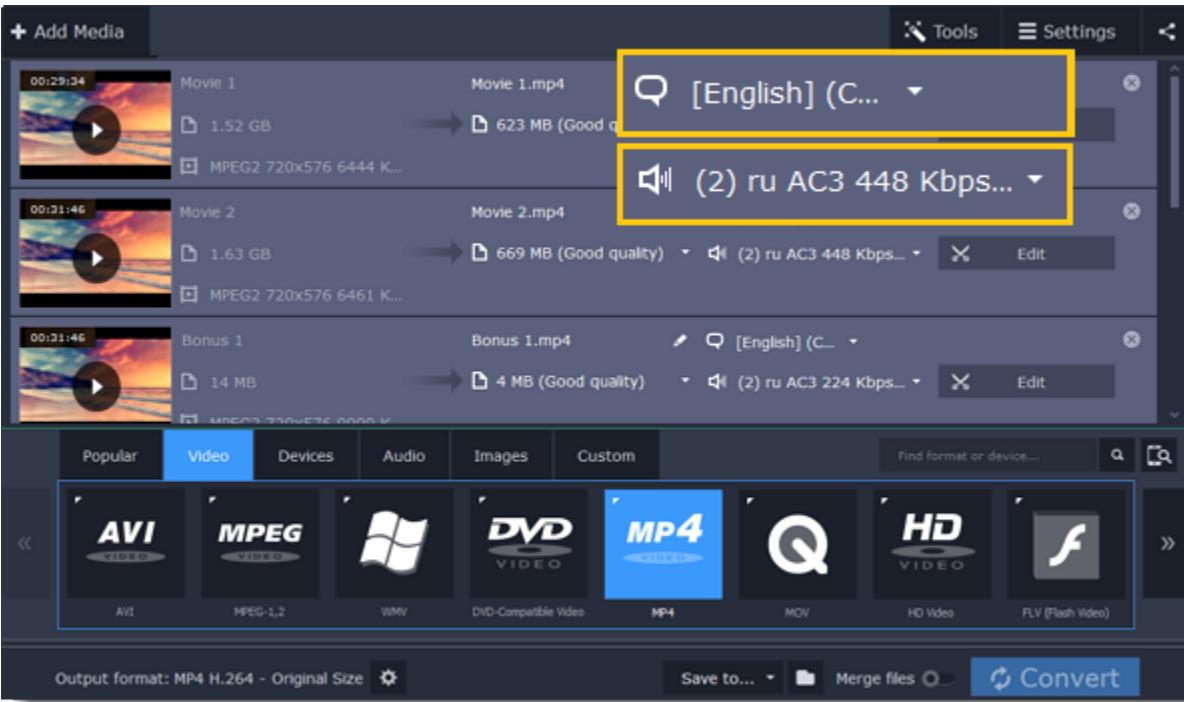 + Add Media
Tools
Settings
00:29:34
Movie 1
Movie 1.mp4
[English] (C...
1.52 GB
623 MB (Good q
MPEG2 720x576 6444 K...
(2) ru AC3 448 Kbps...
00:31:46
Movie 2
Movie 2.mp4
1.63 GB
669 MB (Good quality)
(2) ru AC3 448 Kbps...
Edit
MPEG2 720x576 6461 K...
00:31:46
Bonus 1
Bonus 1.mp4
[English] (C...
14 MB
4 MB (Good quality)
(2) ru AC3 224 Kbps...
Edit
MPEG2 720x576 9000 K
Popular
Video
Devices
Audio
Images
Custom
Find format or device....
AVI VIDEO
MPEG VIDEO
DVD VIDEO
MP4 VIDEO
HD VIDEO
AVI
MPEG-1,2
WMV
DVD-Compatible Video
MP4
MOV
HD Video
FLV (Flash Video)
Output format: MP4 H.264 - Original Size
Save to...
Merge files
Convert